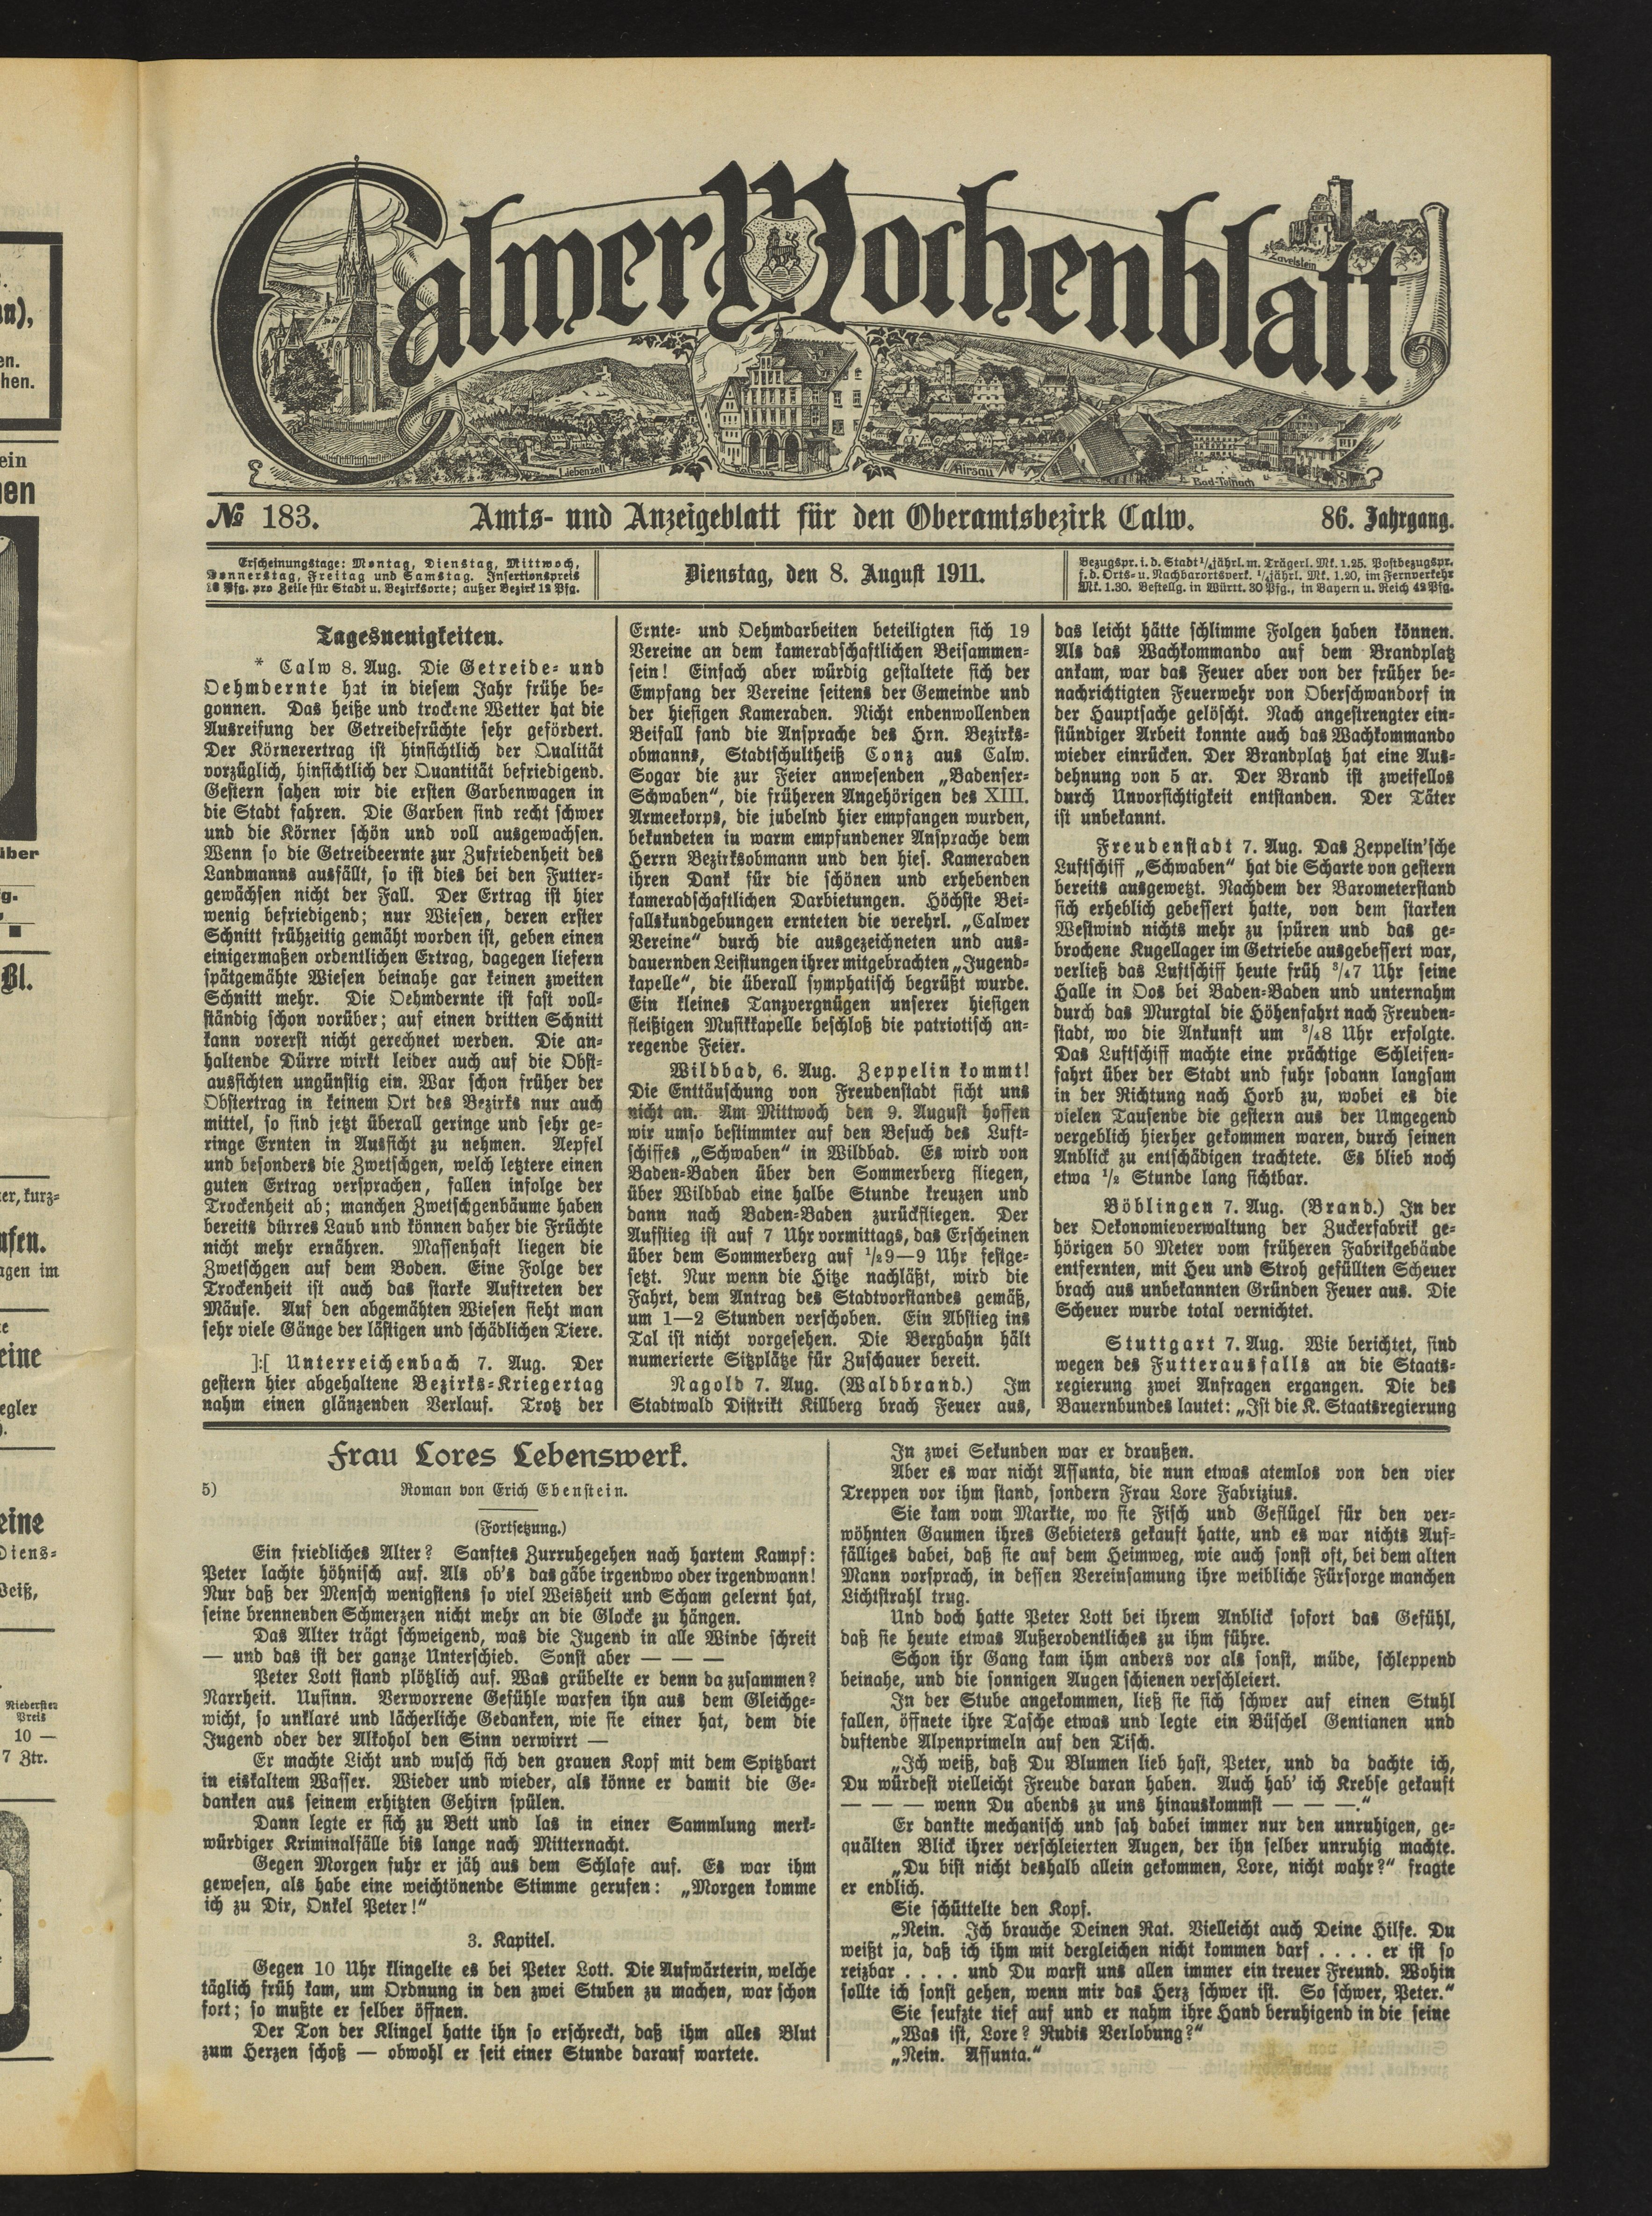 Calmer Wochenblatt
Zavelstein
Liebenzell
Rathaus
Hirsau
Bad-Teinach
№ 183.
Amts- und Anzeigeblatt für den Oberamtsbezirk Calw.
86. Jahrgang.
Erscheinungstage: Montag, Dienstag, Mittwoch,
Donnerstag, Freitag und Samstag. Insertionspreis
10 Pfg. pro Zeile für Stadt u. Bezirksorte; außer Bezirk 12 Pfg.
Dienstag, den 8. August 1911.
Bezugspr. i. d. Stadt ¼jährl. m. Trägerl. Mk. 1.25. Postbezugspr.
f. d. Orts- u. Nachbarortsverk. ¼jährl. Mk. 1.20, im Fernverkehr
Mk. 1.30. Bestellg. in Württ. 30 Pfg., in Bayern u. Reich 42 Pfg.
Tagesneuigkeiten.
* Calw 8. Aug. Die Getreide- und
Oehmdernte hat in diesem Jahr frühe be-
gonnen. Das heiße und trockene Wetter hat die
Ausreifung der Getreidefrüchte sehr gefördert.
Der Körnerertrag ist hinsichtlich der Qualität
vorzüglich, hinsichtlich der Quantität befriedigend.
Gestern sahen wir die ersten Garbenwagen in
die Stadt fahren. Die Garben sind recht schwer
und die Körner schön und voll ausgewachsen.
Wenn so die Getreideernte zur Zufriedenheit des
Landmanns ausfällt, so ist dies bei den Futter-
gewächsen nicht der Fall. Der Ertrag ist hier
wenig befriedigend; nur Wiesen, deren erster
Schnitt frühzeitig gemäht worden ist, geben einen
einigermaßen ordentlichen Ertrag, dagegen liefern
spätgemähte Wiesen beinahe gar keinen zweiten
Schnitt mehr. Die Oehmdernte ist fast voll-
ständig schon vorüber; auf einen dritten Schnitt
kann vorerst nicht gerechnet werden. Die an-
haltende Dürre wirkt leider auch auf die Obst-
aussichten ungünstig ein. War schon früher der
Obstertrag in keinem Ort des Bezirks nur auch
mittel, so sind jetzt überall geringe und sehr ge-
ringe Ernten in Aussicht zu nehmen. Aepfel
und besonders die Zwetschgen, welch letztere einen
guten Ertrag versprachen, fallen infolge der
Trockenheit ab; manchen Zwetschgenbäume haben
bereits dürres Laub und können daher die Früchte
nicht mehr ernähren. Massenhaft liegen die
Zwetschgen auf dem Boden. Eine Folge der
Trockenheit ist auch das starke Auftreten der
Mäuse. Auf den abgemähten Wiesen sieht man
sehr viele Gänge der lästigen und schädlichen Tiere.
]:[ Unterreichenbach 7. Aug. Der
gestern hier abgehaltene Bezirks-Kriegertag
nahm einen glänzenden Verlauf. Trotz der
Ernte- und Oehmdarbeiten beteiligten sich 19
Vereine an dem kameradschaftlichen Beisammen-
sein! Einfach aber würdig gestaltete sich der
Empfang der Vereine seitens der Gemeinde und
der hiesigen Kameraden. Nicht endenwollenden
Beifall fand die Ansprache des Hrn. Bezirks-
obmanns, Stadtschultheiß Conz aus Calw.
Sogar die zur Feier anwesenden „Badenser-
Schwaben“, die früheren Angehörigen des XIII.
Armeekorps, die jubelnd hier empfangen wurden,
bekundeten in warm empfundener Ansprache dem
Herrn Bezirksobmann und den hies. Kameraden
ihren Dank für die schönen und erhebenden
kameradschaftlichen Darbietungen. Höchste Bei-
fallskundgebungen ernteten die verehrl. „Calwer
Vereine“ durch die ausgezeichneten und aus-
dauernden Leistungen ihrer mitgebrachten „Jugend-
kapelle“, die überall symphatisch begrüßt wurde.
Ein kleines Tanzvergnügen unserer hiesigen
fleißigen Musikkapelle beschloß die patriotisch an-
regende Feier.
Wildbad, 6. Aug. Zeppelin kommt!
Die Enttäuschung von Freudenstadt ficht uns
nicht an. Am Mittwoch den 9. August hoffen
wir umso bestimmter auf den Besuch des Luft-
schiffes „Schwaben“ in Wildbad. Es wird von
Baden-Baden über den Sommerberg fliegen,
über Wildbad eine halbe Stunde kreuzen und
dann nach Baden-Baden zurückfliegen. Der
Aufstieg ist auf 7 Uhr vormittags, das Erscheinen
über dem Sommerberg auf ½9—9 Uhr festge-
setzt. Nur wenn die Hitze nachläßt, wird die
Fahrt, dem Antrag des Stadtvorstandes gemäß,
um 1—2 Stunden verschoben. Ein Abstieg ins
Tal ist nicht vorgesehen. Die Bergbahn hält
numerierte Sitzplätze für Zuschauer bereit.
Nagold 7. Aug. (Waldbrand.) Im
Stadtwald Distrikt Killberg brach Feuer aus,
das leicht hätte schlimme Folgen haben können.
Als das Wachkommando auf dem Brandplatz
ankam, war das Feuer aber von der früher be-
nachrichtigten Feuerwehr von Oberschwandorf in
der Hauptsache gelöscht. Nach angestrengter ein-
stündiger Arbeit konnte auch das Wachkommando
wieder einrücken. Der Brandplatz hat eine Aus-
dehnung von 5 ar. Der Brand ist zweifellos
durch Unvorsichtigkeit entstanden. Der Täter
ist unbekannt.
Freudenstadt 7. Aug. Das Zeppelin'sche
Luftschiff „Schwaben“ hat die Scharte von gestern
bereits ausgewetzt. Nachdem der Barometerstand
sich erheblich gebessert hatte, von dem starken
Westwind nichts mehr zu spüren und das ge-
brochene Kugellager im Getriebe ausgebessert war,
verließ das Luftschiff heute früh ¾7 Uhr seine
Halle in Oos bei Baden-Baden und unternahm
durch das Murgtal die Höhenfahrt nach Freuden-
stadt, wo die Ankunft um ¾8 Uhr erfolgte.
Das Luftschiff machte eine prächtige Schleifen-
fahrt über der Stadt und fuhr sodann langsam
in der Richtung nach Horb zu, wobei es die
vielen Tausende die gestern aus der Umgegend
vergeblich hierher gekommen waren, durch seinen
Anblick zu entschädigen trachtete. Es blieb noch
etwa ½ Stunde lang sichtbar.
Böblingen 7. Aug. (Brand.) In der
der Oekonomieverwaltung der Zuckerfabrik ge-
hörigen 50 Meter vom früheren Fabrikgebäude
entfernten, mit Heu und Stroh gefüllten Scheuer
brach aus unbekannten Gründen Feuer aus. Die
Scheuer wurde total vernichtet.
Stuttgart 7. Aug. Wie berichtet, sind
wegen des Futterausfalls an die Staats-
regierung zwei Anfragen ergangen. Die des
Bauernbundes lautet: „Ist die K. Staatsregierung
Frau Lores Lebenswerk.
5) Roman von Erich Ebenstein.
(Fortsetzung.)
Ein friedliches Alter? Sanftes Zurruhegehen nach hartem Kampf:
Peter lachte höhnisch auf. Als ob's das gäbe irgendwo oder irgendwann!
Nur daß der Mensch wenigstens so viel Weisheit und Scham gelernt hat,
seine brennenden Schmerzen nicht mehr an die Glocke zu hängen.
Das Alter trägt schweigend, was die Jugend in alle Winde schreit
— und das ist der ganze Unterschied. Sonst aber — — —
Peter Lott stand plötzlich auf. Was grübelte er denn da zusammen?
Narrheit. Unsinn. Verworrene Gefühle warfen ihn aus dem Gleichge-
wicht, so unklare und lächerliche Gedanken, wie sie einer hat, dem die
Jugend oder der Alkohol den Sinn verwirrt —
Er machte Licht und wusch sich den grauen Kopf mit dem Spitzbart
in eiskaltem Wasser. Wieder und wieder, als könne er damit die Ge-
danken aus seinem erhitzten Gehirn spülen.
Dann legte er sich zu Bett und las in einer Sammlung merk-
würdiger Kriminalfälle bis lange nach Mitternacht.
Gegen Morgen fuhr er jäh aus dem Schlafe auf. Es war ihm
gewesen, als habe eine weichtönende Stimme gerufen: „Morgen komme
ich zu Dir, Onkel Peter!“
3. Kapitel.
Gegen 10 Uhr klingelte es bei Peter Lott. Die Aufwärterin, welche
täglich früh kam, um Ordnung in den zwei Stuben zu machen, war schon
fort; so mußte er selber öffnen.
Der Ton der Klingel hatte ihn so erschreckt, daß ihm alles Blut
zum Herzen schoß — obwohl er seit einer Stunde darauf wartete.
In zwei Sekunden war er draußen.
Aber es war nicht Assunta, die nun etwas atemlos von den vier
Treppen vor ihm stand, sondern Frau Lore Fabrizius.
Sie kam vom Markte, wo sie Fisch und Geflügel für den ver-
wöhnten Gaumen ihres Gebieters gekauft hatte, und es war nichts Auf-
fälliges dabei, daß sie auf dem Heimweg, wie auch sonst oft, bei dem alten
Mann vorsprach, in dessen Vereinsamung ihre weibliche Fürsorge manchen
Lichtstrahl trug.
Und doch hatte Peter Lott bei ihrem Anblick sofort das Gefühl,
daß sie heute etwas Außerodentliches zu ihm führe.
Schon ihr Gang kam ihm anders vor als sonst, müde, schleppend
beinahe, und die sonnigen Augen schienen verschleiert.
In der Stube angekommen, ließ sie sich schwer auf einen Stuhl
fallen, öffnete ihre Tasche etwas und legte ein Büschel Gentianen und
duftende Alpenprimeln auf den Tisch.
„Ich weiß, daß Du Blumen lieb hast, Peter, und da dachte ich,
Du würdest vielleicht Freude daran haben. Auch hab' ich Krebse gekauft
— — — wenn Du abends zu uns hinauskommst — — —.“
Er dankte mechanisch und sah dabei immer nur den unruhigen, ge-
quälten Blick ihrer verschleierten Augen, der ihn selber unruhig machte.
„Du bist nicht deshalb allein gekommen, Lore, nicht wahr?“ fragte
er endlich.
Sie schüttelte den Kopf.
„Nein. Ich brauche Deinen Rat. Vielleicht auch Deine Hilfe. Du
weißt ja, daß ich ihm mit dergleichen nicht kommen darf . . . . er ist so
reizbar . . . . und Du warst uns allen immer ein treuer Freund. Wohin
sollte ich sonst gehen, wenn mir das Herz schwer ist. So schwer, Peter.“
Sie seufzte tief auf und er nahm ihre Hand beruhigend in die seine
„Was ist, Lore? Rudis Verlobung?“
„Nein. Assunta.“